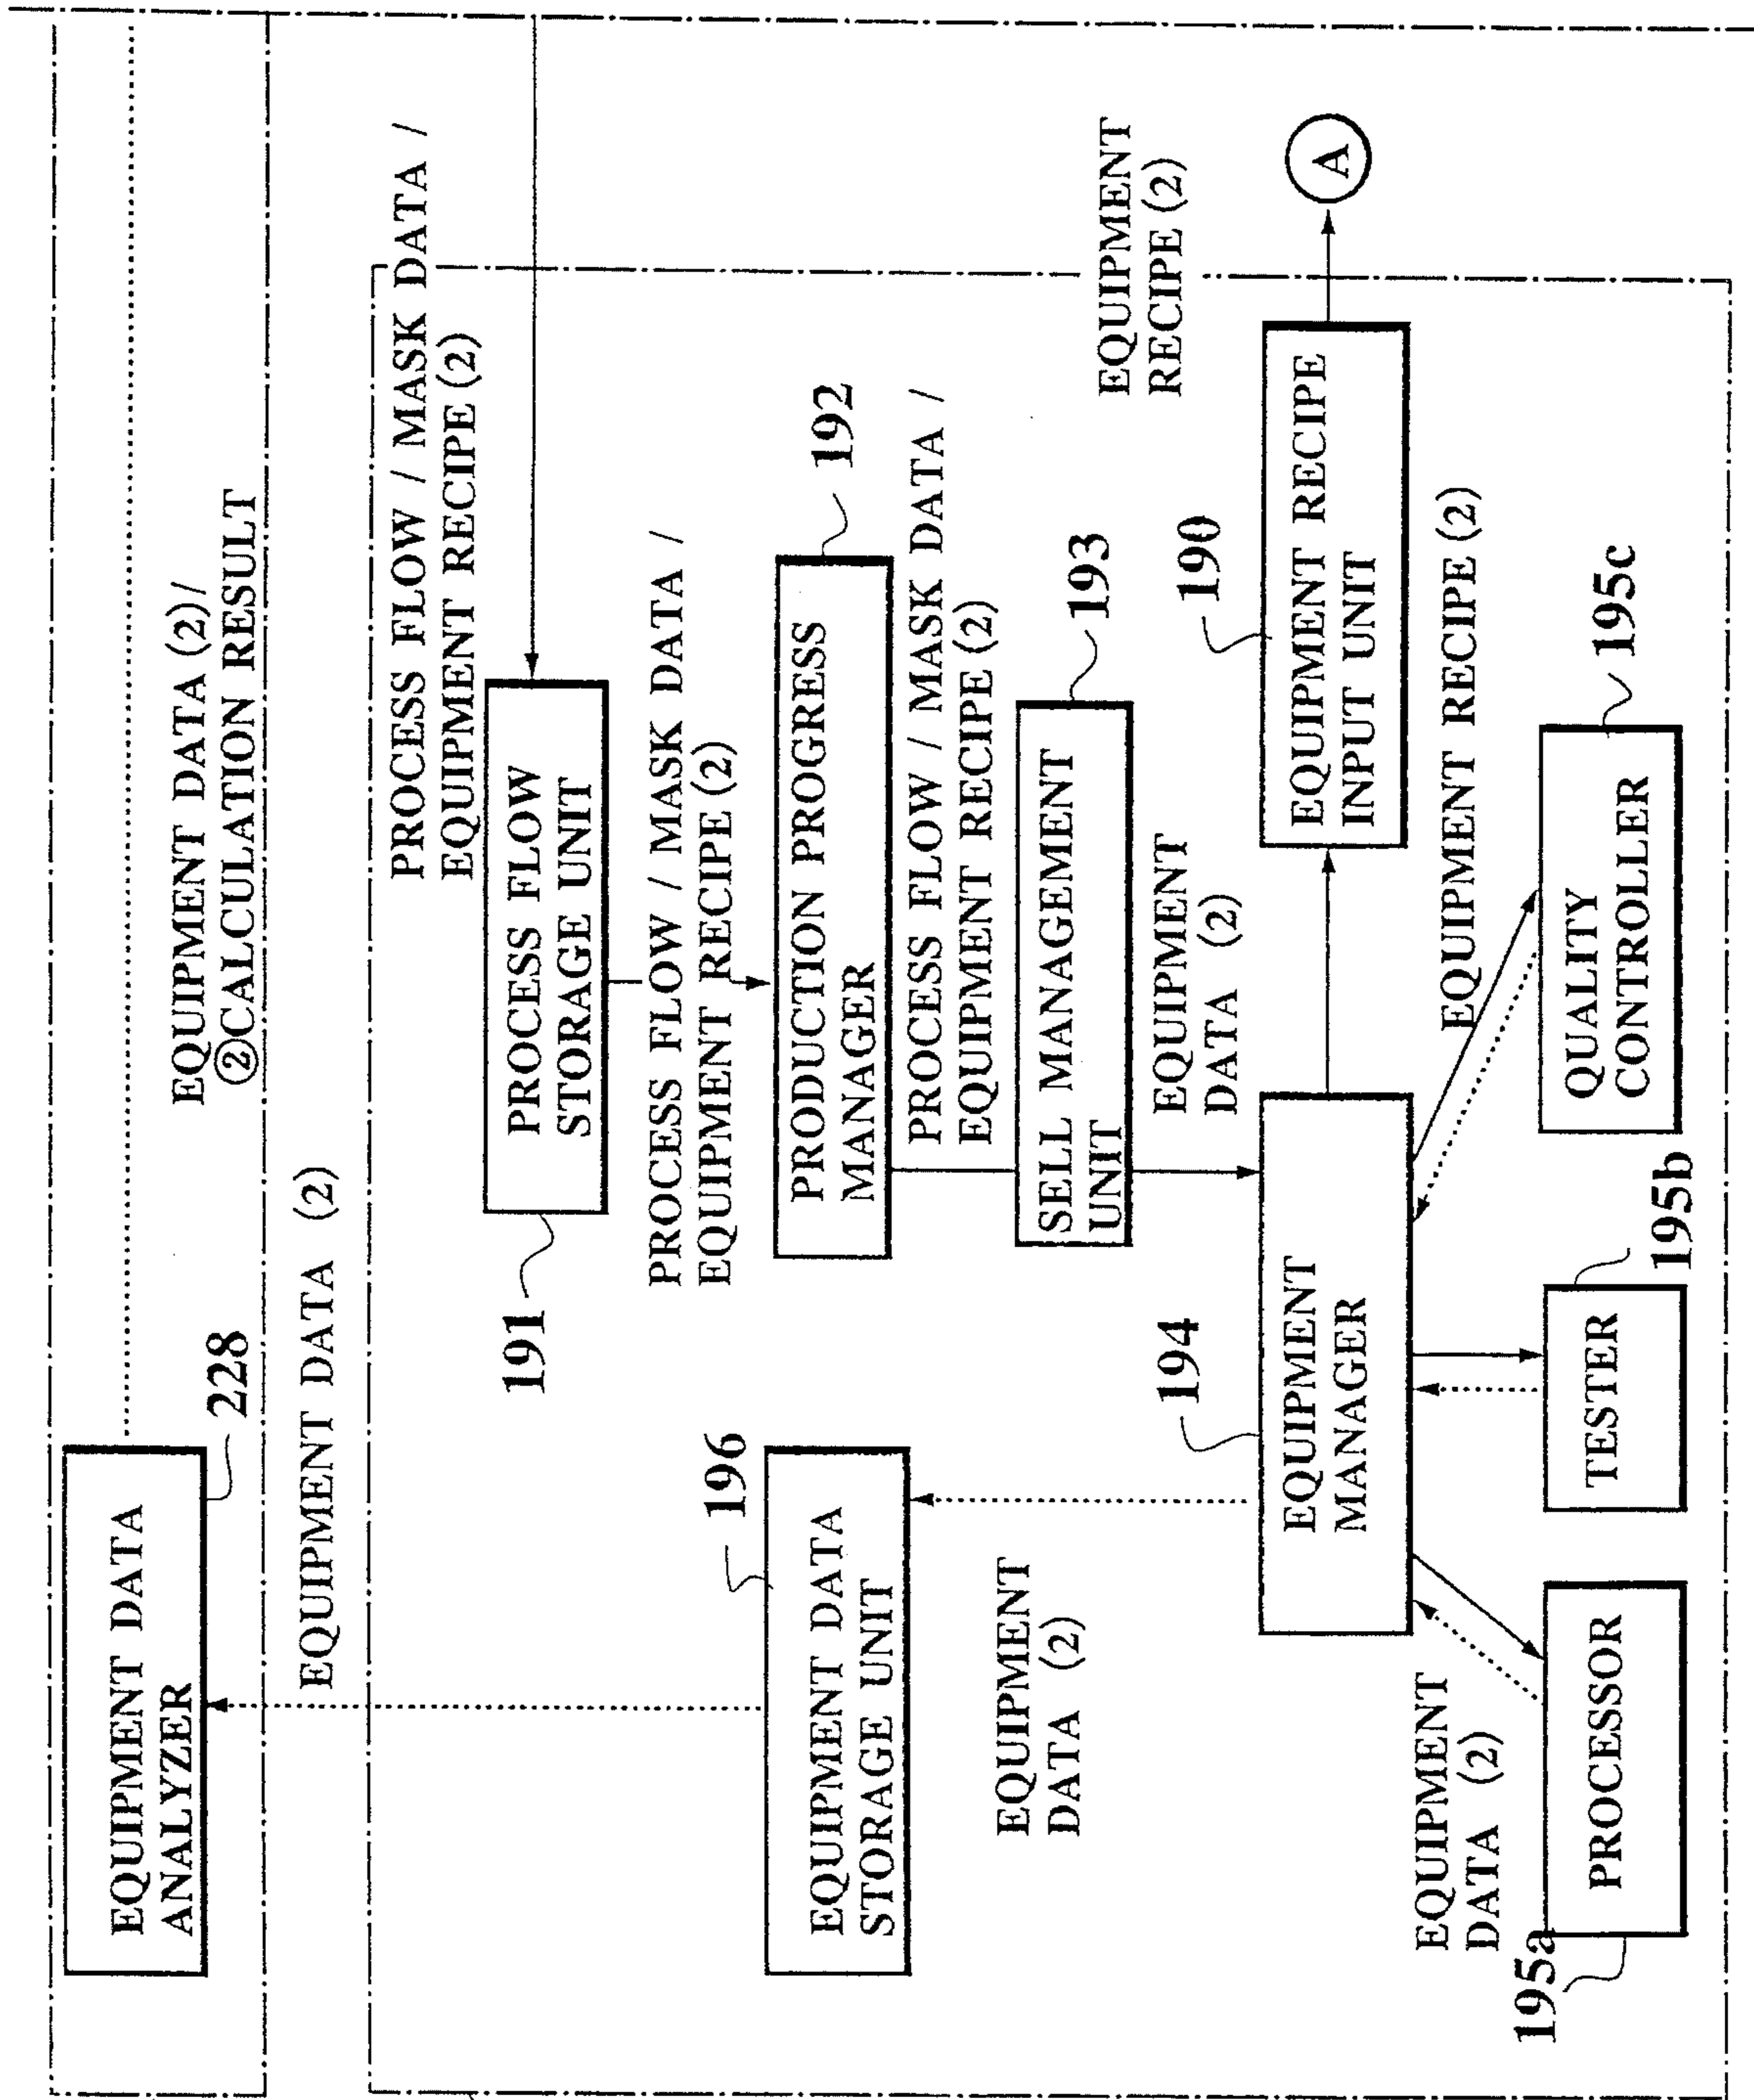 EQUIPMENT DATA
ANALYZER
228
EQUIPMENT DATA (2)/
②CALCULATION RESULT
EQUIPMENT DATA (2)
PROCESS FLOW / MASK DATA /
EQUIPMENT RECIPE (2)
PROCESS FLOW
STORAGE UNIT
191
PROCESS FLOW / MASK DATA /
EQUIPMENT RECIPE (2)
PRODUCTION PROGRESS
MANAGER
192
PROCESS FLOW / MASK DATA /
EQUIPMENT RECIPE (2)
SELL MANAGEMENT
UNIT
193
EQUIPMENT DATA
STORAGE UNIT
196
EQUIPMENT
DATA (2)
EQUIPMENT
DATA (2)
EQUIPMENT
MANAGER
194
EQUIPMENT RECIPE
INPUT UNIT
190
EQUIPMENT
RECIPE (2)
A
EQUIPMENT
DATA (2)
EQUIPMENT RECIPE (2)
PROCESSOR
195a
TESTER
195b
QUALITY
CONTROLLER
195c